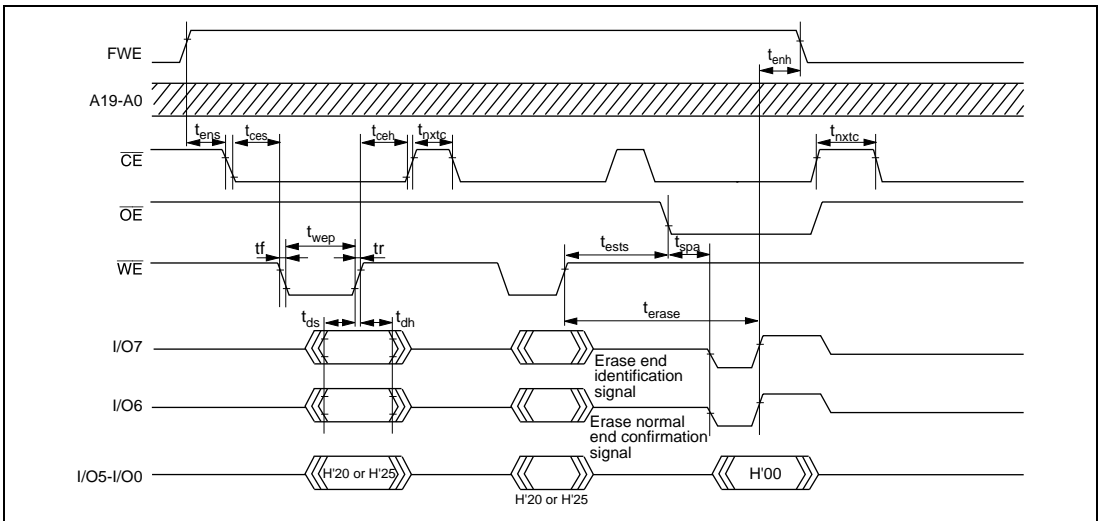 FWE
t_enh
A19-A0
t_ens t_ces t_ceh t_nxtc t_nxtc
CE
OE
t_wep t_ests t_spa
tf tr
WE
t_erase
t_ds t_dh
I/O7
Erase end
identification
signal
I/O6
Erase normal
end confirmation
signal
I/O5-I/O0 H'20 or H'25 H'00
H'20 or H'25